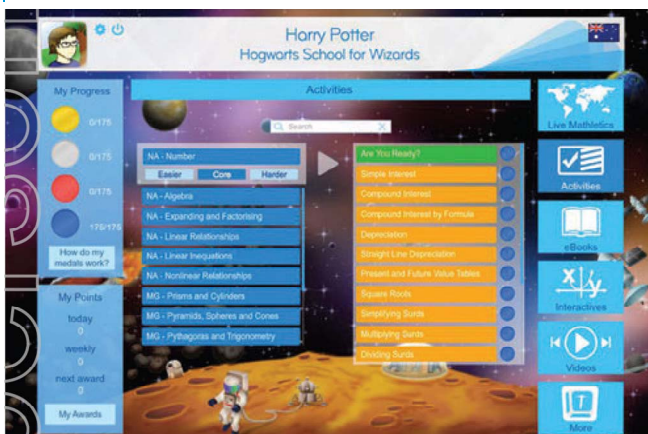 Harry Potter
Hogwarts School for Wizards
My Progress
0/175
0/175
0/175
175/175
How do my
medals work?
My Points
today
0
weekly
0
next award
0
My Awards
Activities
Search
NA - Number
Easier
Core
Harder
NA - Algebra
NA - Expanding and Factorising
NA - Linear Relationships
NA - Linear Inequations
NA - Nonlinear Relationships
MG - Prisms and Cylinders
MG - Pyramids, Spheres and Cones
MG - Pythagoras and Trigonometry
Are You Ready?
Simple Interest
Compound Interest
Compound Interest by Formula
Depreciation
Straight Line Depreciation
Present and Future Value Tables
Square Roots
Simplifying Surds
Multiplying Surds
Dividing Surds
Live Mathletics
Activities
eBooks
X
y
Interactives
Videos
T
More